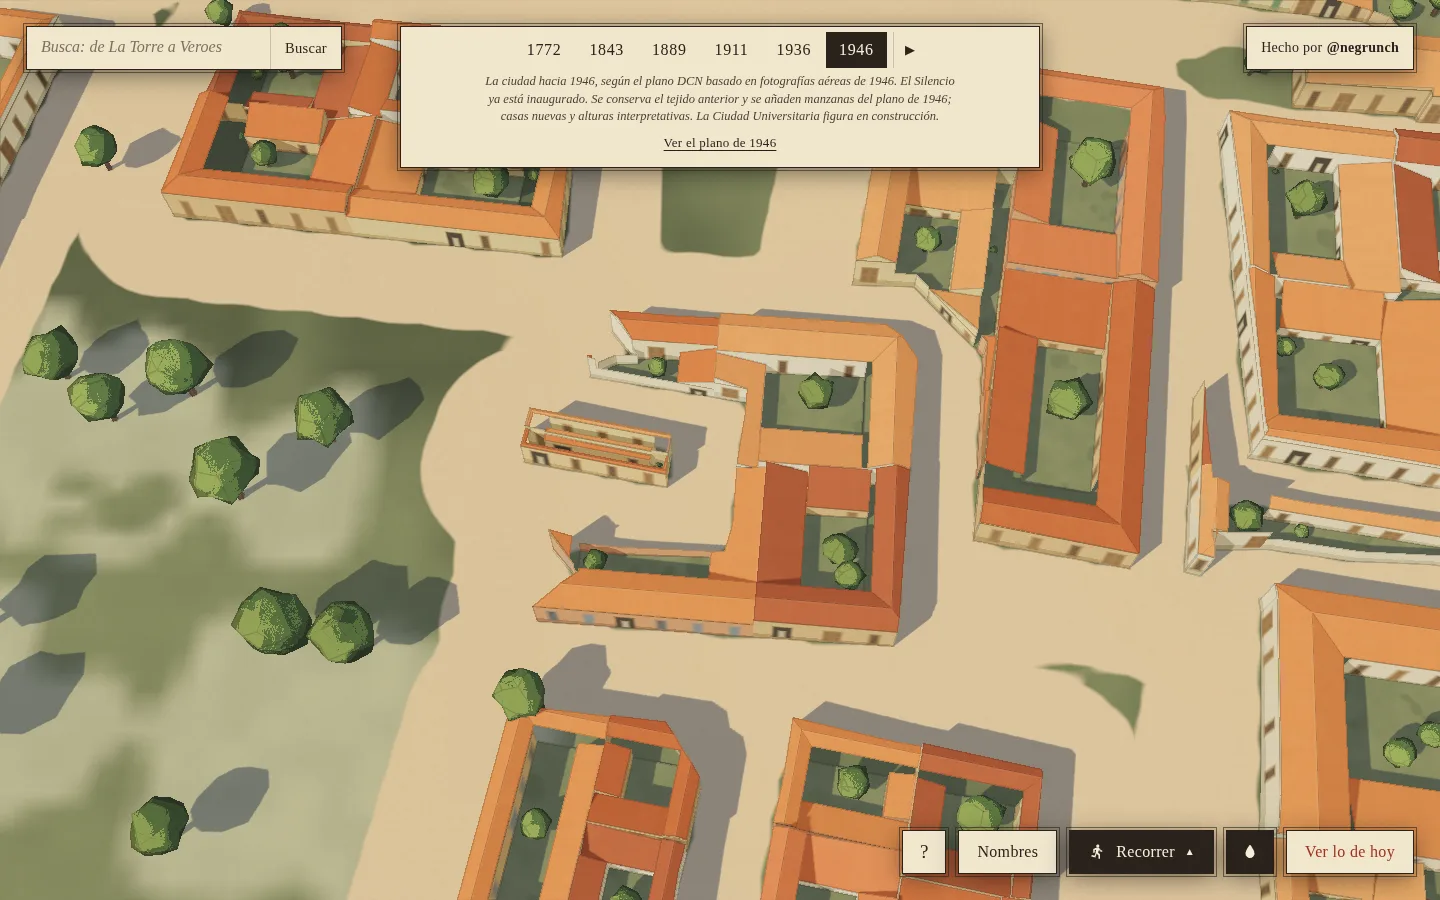 Busca: de La Torre a Veroes
Buscar
1772 1843 1889 1911 1936 1946 ▶
La ciudad hacia 1946, según el plano DCN basado en fotografías aéreas de 1946. El Silencio
ya está inaugurado. Se conserva el tejido anterior y se añaden manzanas del plano de 1946;
casas nuevas y alturas interpretativas. La Ciudad Universitaria figura en construcción.
Ver el plano de 1946
Hecho por @negrunch
?
Nombres
Recorrer ▲
Ver lo de hoy